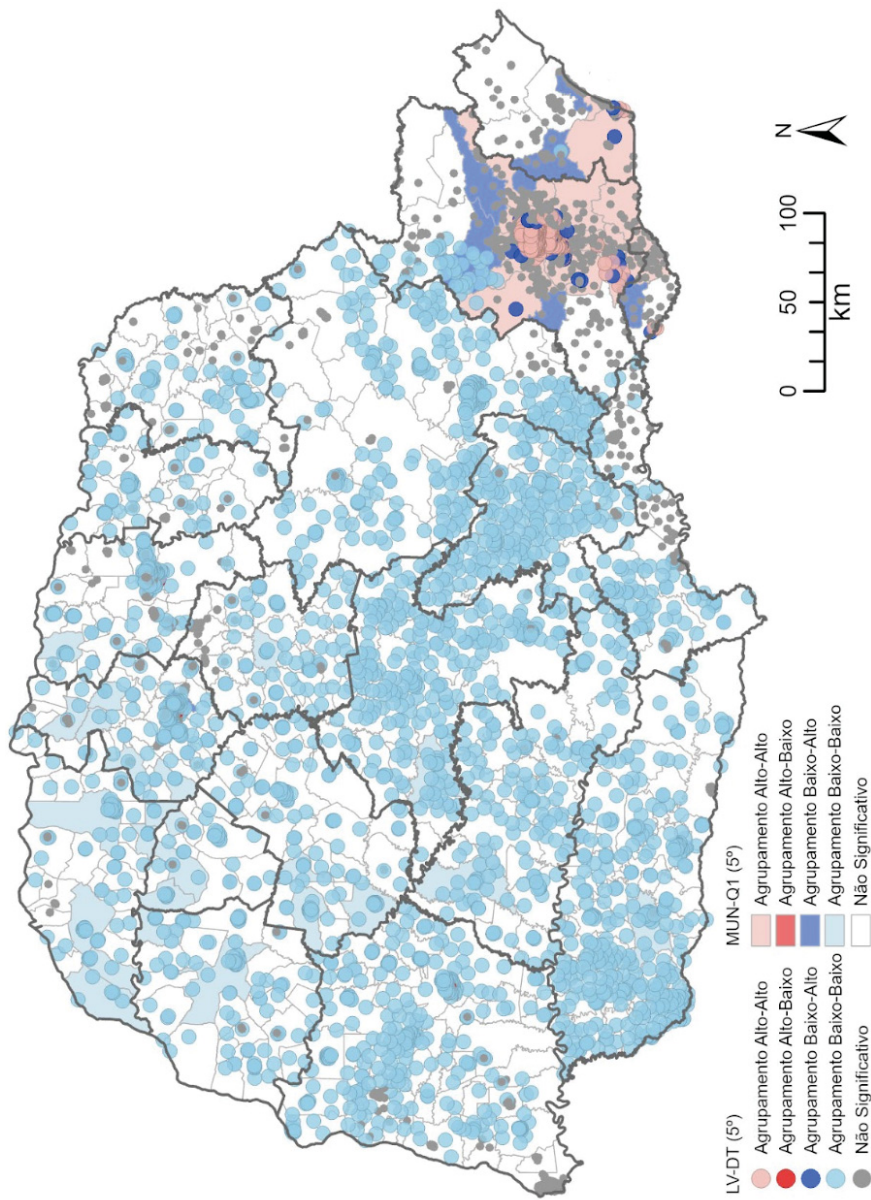 N
0 50 100
km
LV-DT (5º)
Agrupamento Alto-Alto
Agrupamento Alto-Baixo
Agrupamento Baixo-Alto
Agrupamento Baixo-Baixo
Não Significativo
MUN-Q1 (5º)
Agrupamento Alto-Alto
Agrupamento Alto-Baixo
Agrupamento Baixo-Alto
Agrupamento Baixo-Baixo
Não Significativo